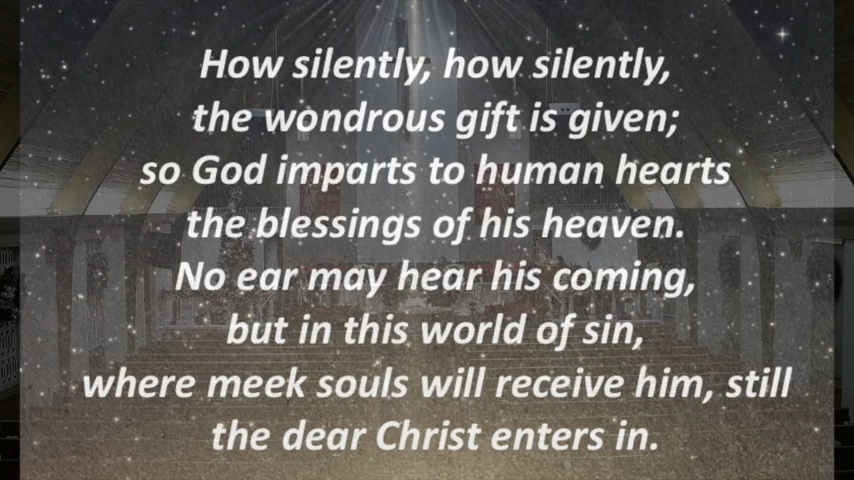 How silently, how silently,
the wondrous gift is given;
so God imparts to human hearts
the blessings of his heaven.
No ear may hear his coming,
but in this world of sin,
where meek souls will receive him, still
the dear Christ enters in.